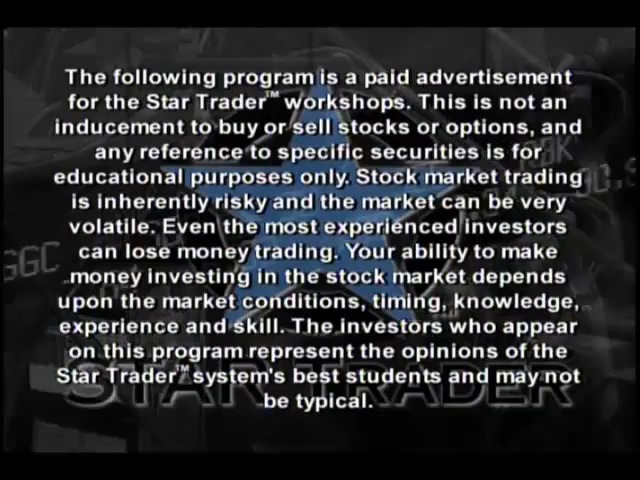 The following program is a paid advertisement
for the Star Trader™ workshops. This is not an
inducement to buy or sell stocks or options, and
any reference to specific securities is for
educational purposes only. Stock market trading
is inherently risky and the market can be very
volatile. Even the most experienced investors
can lose money trading. Your ability to make
money investing in the stock market depends
upon the market conditions, timing, knowledge,
experience and skill. The investors who appear
on this program represent the opinions of the
Star Trader™ system's best students and may not
be typical.
STAR TRADER
GGC